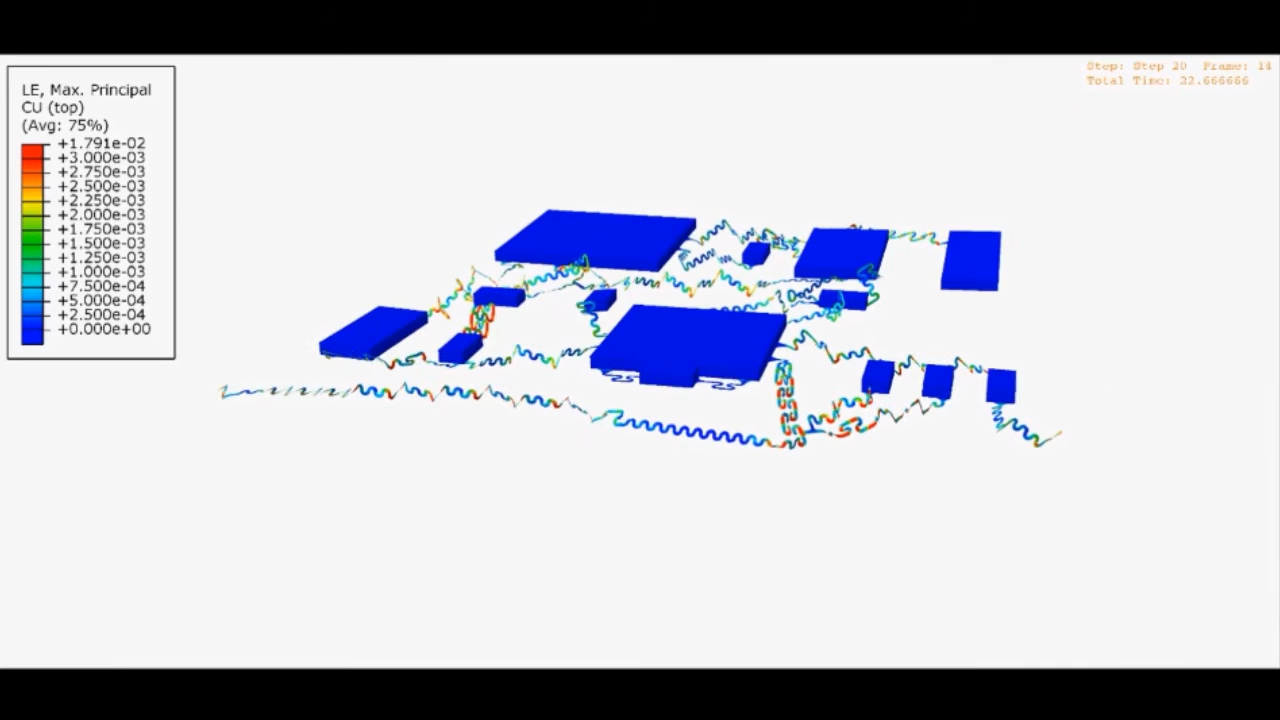 LE, Max. Principal
CU (top)
(Avg: 75%)
+1.791e-02
+3.000e-03
+2.750e-03
+2.500e-03
+2.250e-03
+2.000e-03
+1.750e-03
+1.500e-03
+1.250e-03
+1.000e-03
+7.500e-04
+5.000e-04
+2.500e-04
+0.000e+00
Step: Step 20 Frame: 14
Total Time: 22.666666